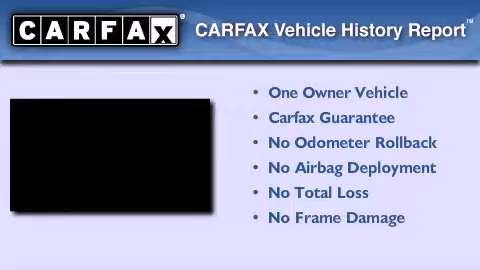 CARFAX® CARFAX Vehicle History Report™
• One Owner Vehicle
• Carfax Guarantee
• No Odometer Rollback
• No Airbag Deployment
• No Total Loss
• No Frame Damage